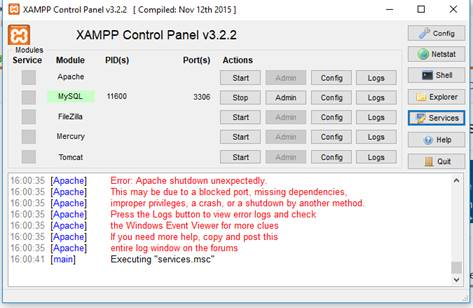 XAMPP Control Panel v3.2.2 [ Compiled: Nov 12th 2015 ]
XAMPP Control Panel v3.2.2
Config
Modules
Service Module PID(s) Port(s) Actions
Netstat
Apache Start Admin Config Logs
Shell
MySQL 11600 3306 Stop Admin Config Logs
Explorer
FileZilla Start Admin Config Logs
Services
Mercury Start Admin Config Logs
Help
Tomcat Start Admin Config Logs
Quit
16:00:35 [Apache] Error: Apache shutdown unexpectedly.
16:00:35 [Apache] This may be due to a blocked port, missing dependencies,
16:00:35 [Apache] improper privileges, a crash, or a shutdown by another method.
16:00:35 [Apache] Press the Logs button to view error logs and check
16:00:35 [Apache] the Windows Event Viewer for more clues
16:00:35 [Apache] If you need more help, copy and post this
16:00:35 [Apache] entire log window on the forums
16:00:41 [main] Executing "services.msc"